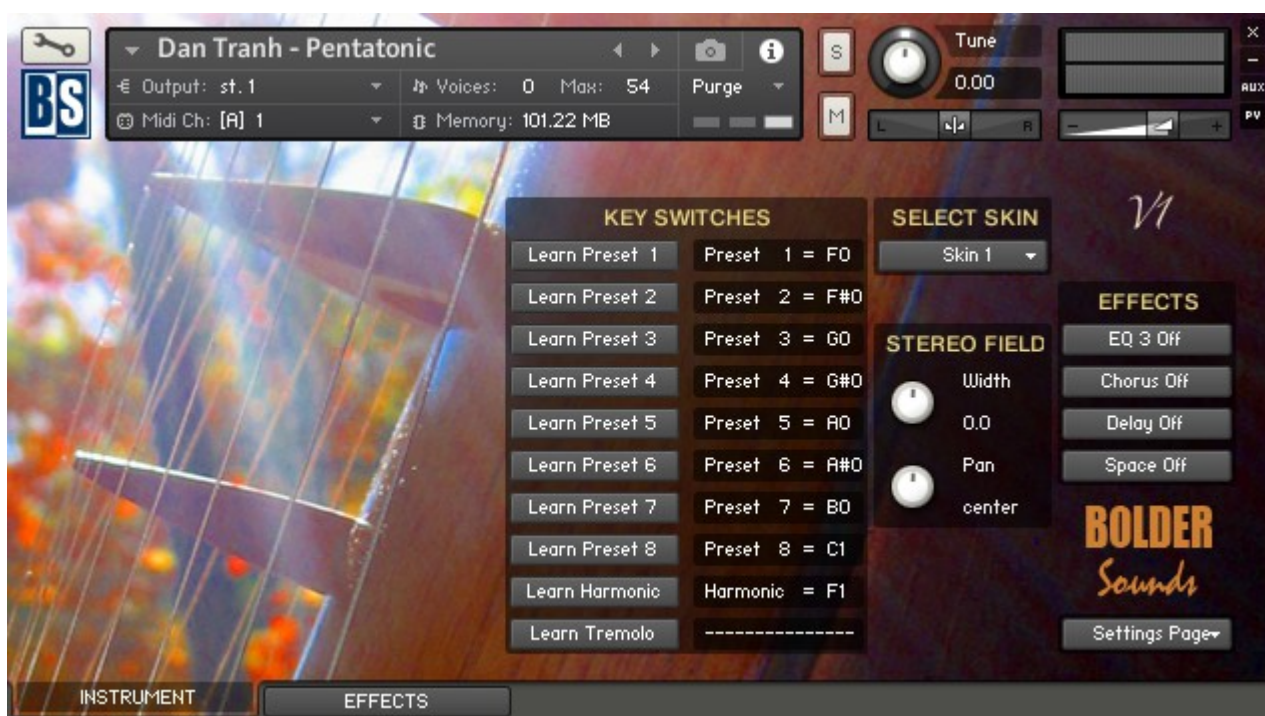 Dan Tranh - Pentatonic
S
Tune
Output: st.1
Voices: 0 Max: 54
Purge
0.00
BS
Midi Ch: [A] 1
Memory: 101.22 MB
M
L R
- +
×
-
AUX
PV
V1
KEY SWITCHES
Learn Preset 1 Preset 1 = F0
Learn Preset 2 Preset 2 = F#0
Learn Preset 3 Preset 3 = G0
Learn Preset 4 Preset 4 = G#0
Learn Preset 5 Preset 5 = A0
Learn Preset 6 Preset 6 = A#0
Learn Preset 7 Preset 7 = B0
Learn Preset 8 Preset 8 = C1
Learn Harmonic Harmonic = F1
Learn Tremolo ---------------
SELECT SKIN
Skin 1
STEREO FIELD
Width
0.0
Pan
center
EFFECTS
EQ 3 Off
Chorus Off
Delay Off
Space Off
BOLDER
Sounds
Settings Page
INSTRUMENT
EFFECTS